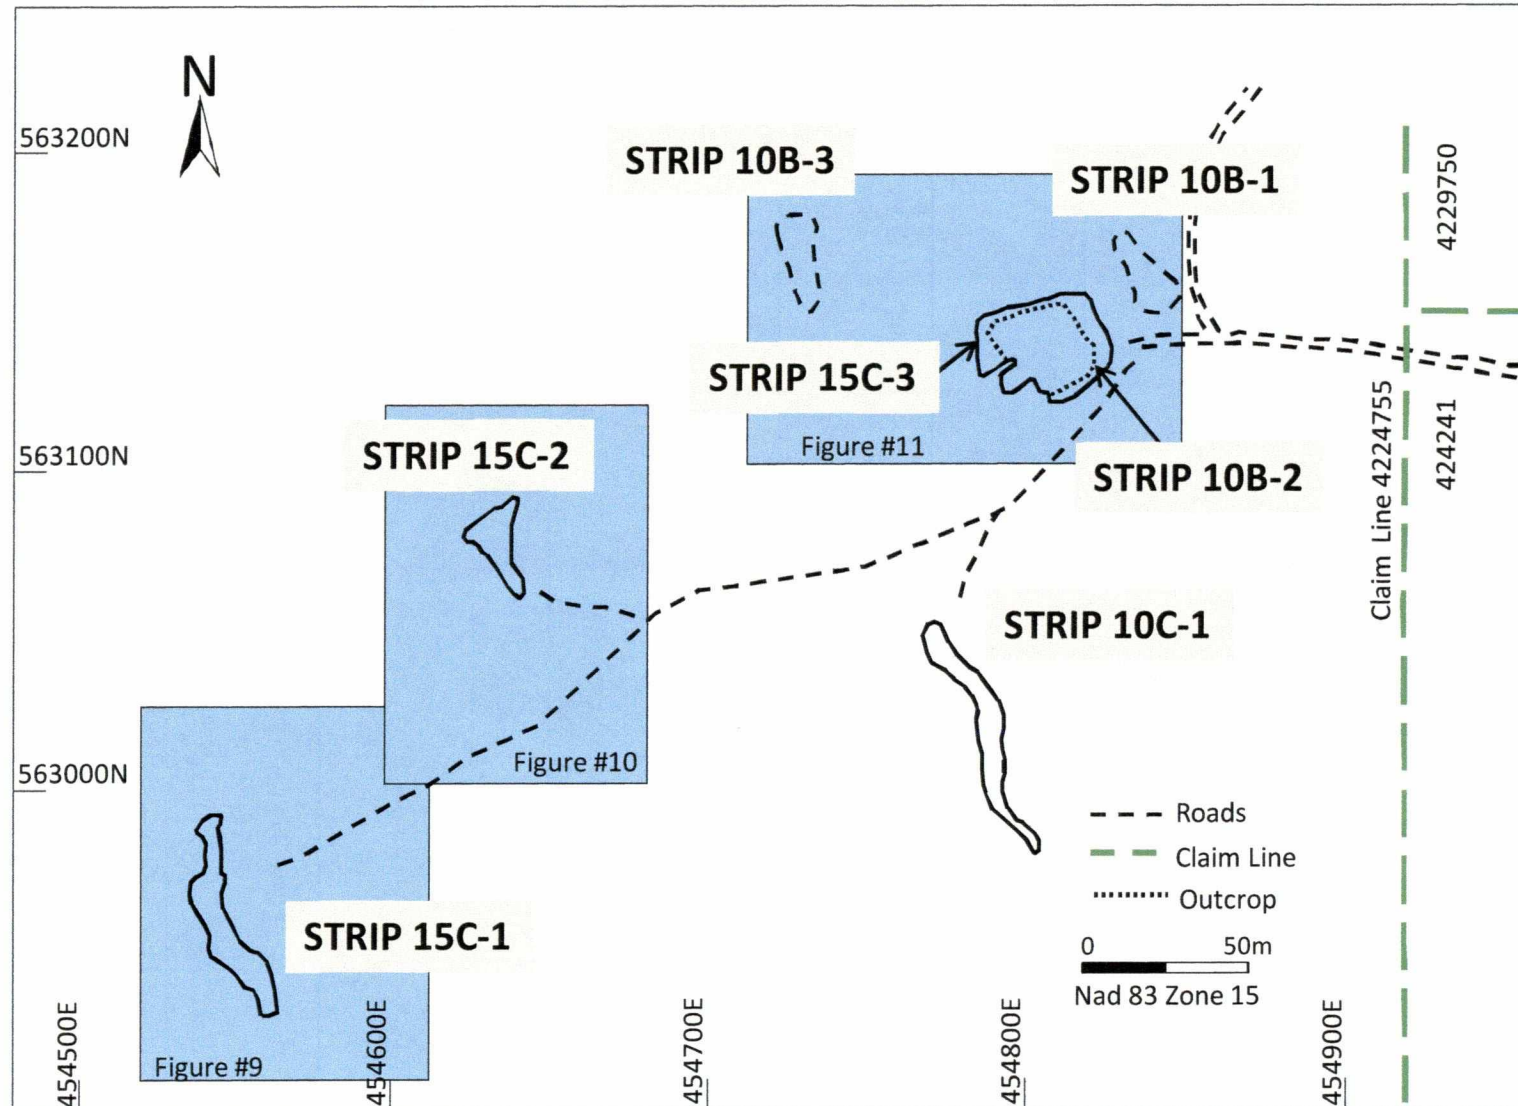 N
563200N
STRIP 10B-3
STRIP 10B-1
4229750
STRIP 15C-3
Figure #11
STRIP 10B-2
Claim Line 4224755
424241
563100N
STRIP 15C-2
STRIP 10C-1
Figure #10
563000N
Roads
Claim Line
Outcrop
0 50m
Nad 83 Zone 15
STRIP 15C-1
Figure #9
454500E
454600E
454700E
454800E
454900E